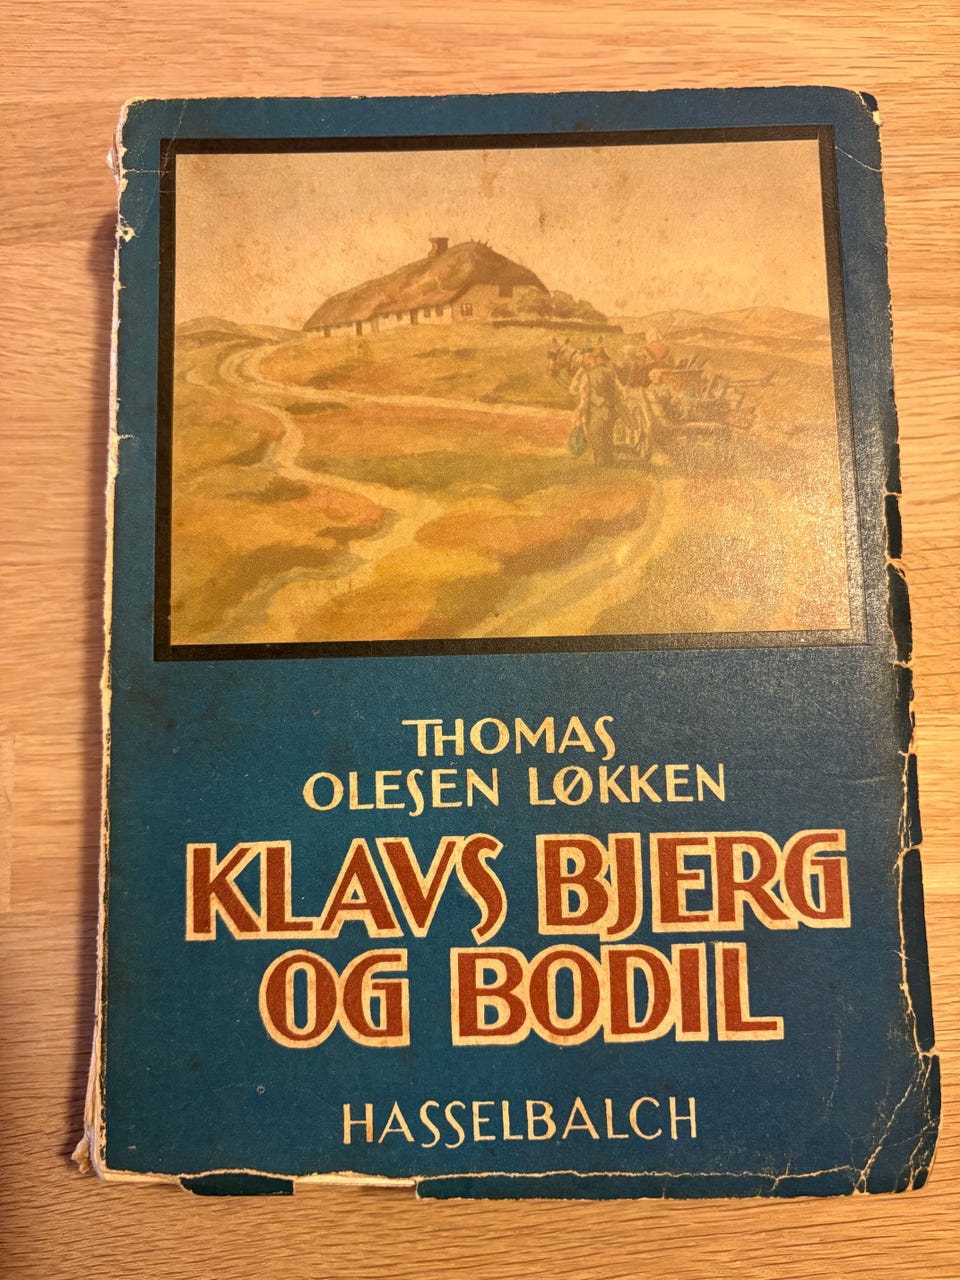 THOMAS
OLESEN LØKKEN
KLAVS BJERG
OG BODIL
HASSELBALCH